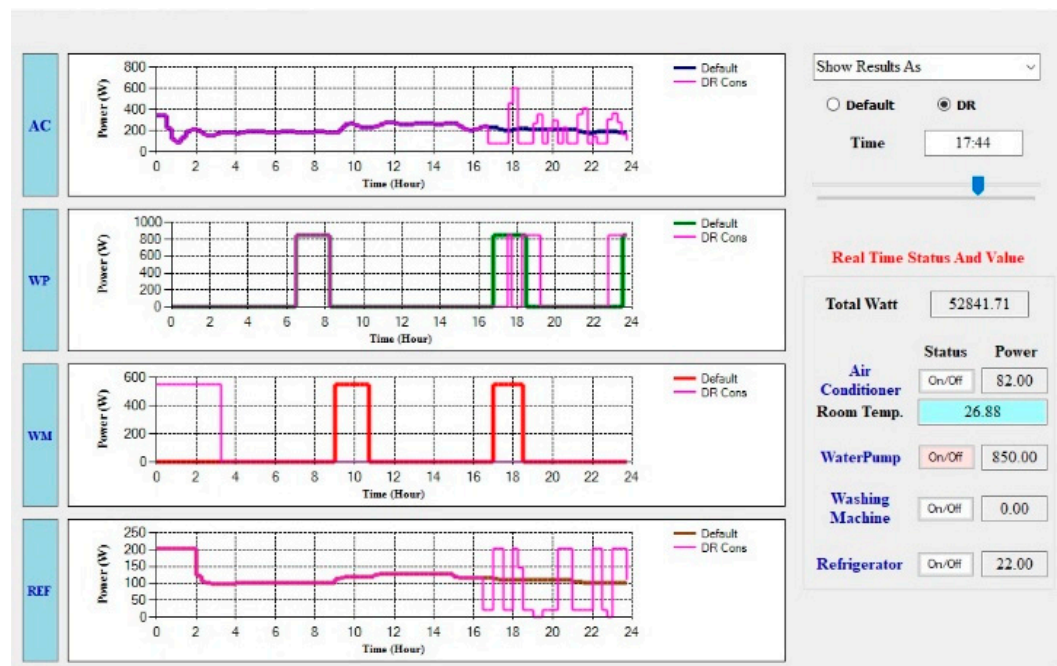 AC
Power (W)
800
600
400
200
0
0 2 4 6 8 10 12 14 16 18 20 22 24
Time (Hour)
Default
DR Cons
WP
Power (W)
1000
800
600
400
200
0
0 2 4 6 8 10 12 14 16 18 20 22 24
Time (Hour)
Default
DR Cons
WM
Power (W)
600
400
200
0
0 2 4 6 8 10 12 14 16 18 20 22 24
Time (Hour)
Default
DR Cons
REF
Power (W)
250
200
150
100
50
0
0 2 4 6 8 10 12 14 16 18 20 22 24
Time (Hour)
Default
DR Cons
Show Results As
Default DR
Time 17:44
Real Time Status And Value
Total Watt 52841.71
Status Power
Air
Conditioner On/Off 82.00
Room Temp. 26.88
WaterPump On/Off 850.00
Washing
Machine On/Off 0.00
Refrigerator On/Off 22.00